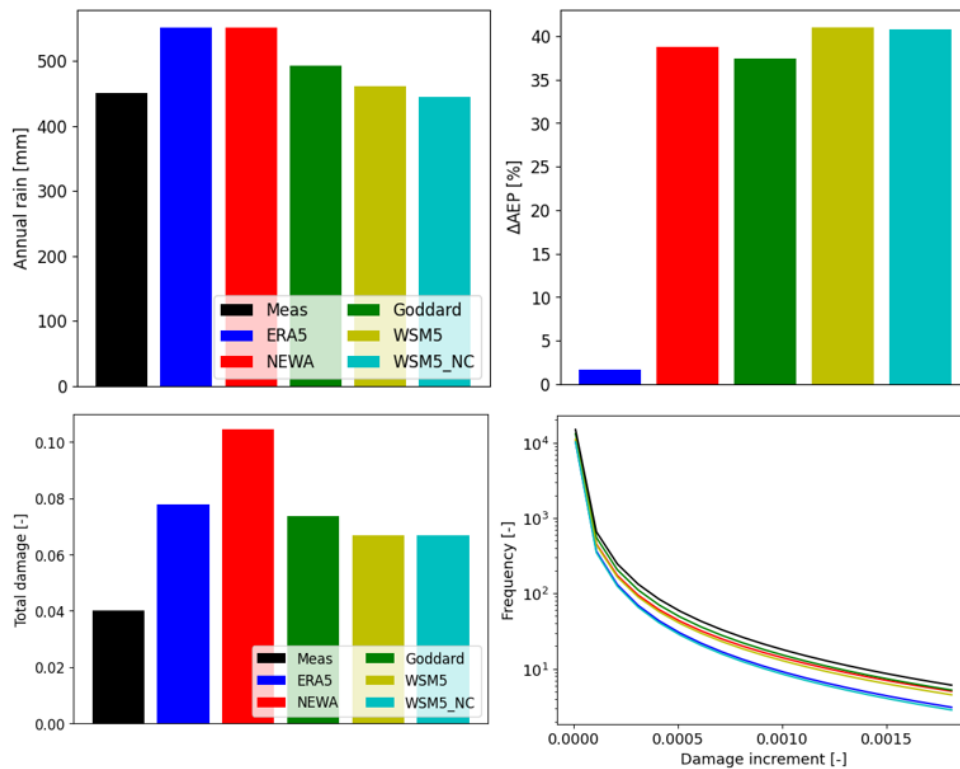 Annual rain [mm]
500
400
300
200
100
0
Meas
ERA5
NEWA
Goddard
WSM5
WSM5_NC
ΔAEP [%]
40
35
30
25
20
15
10
5
0
Total damage [-]
0.10
0.08
0.06
0.04
0.02
0.00
Meas
ERA5
NEWA
Goddard
WSM5
WSM5_NC
Frequency [-]
10⁴
10³
10²
10¹
0.0000 0.0005 0.0010 0.0015
Damage increment [-]